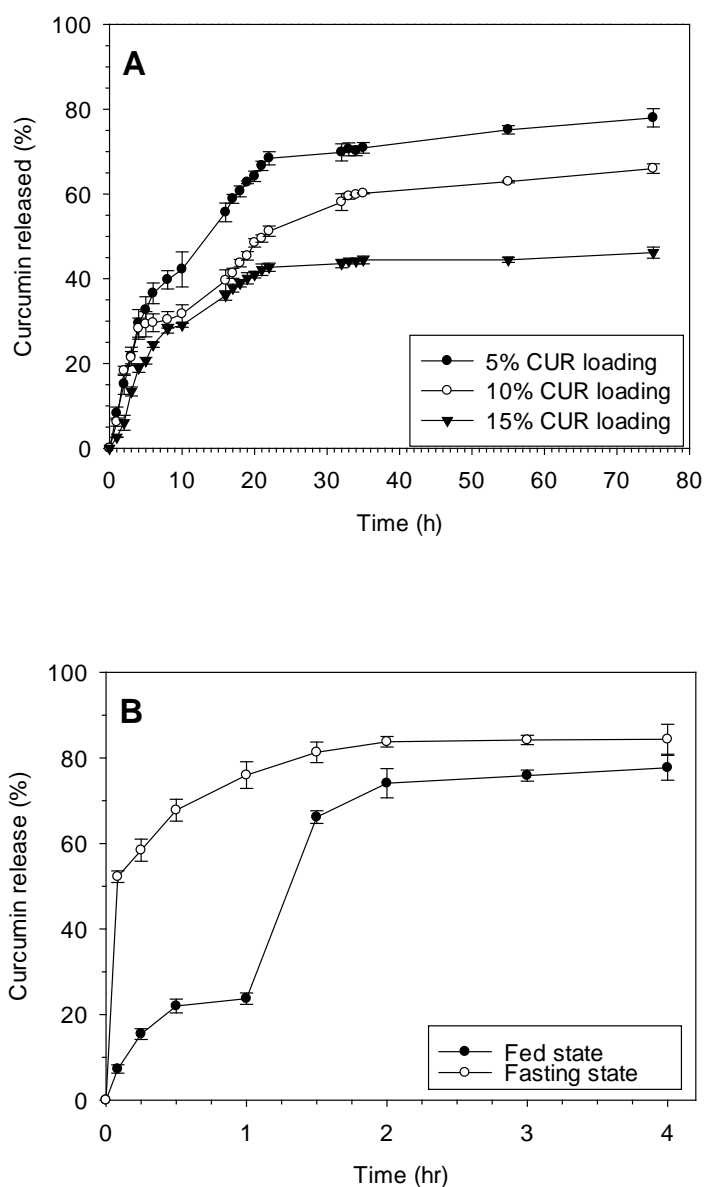 A
Curcumin released (%)
100
80
60
40
20
0
5% CUR loading
10% CUR loading
15% CUR loading
0 10 20 30 40 50 60 70 80
Time (h)
B
Curcumin release (%)
100
80
60
40
20
0
Fed state
Fasting state
0 1 2 3 4
Time (hr)